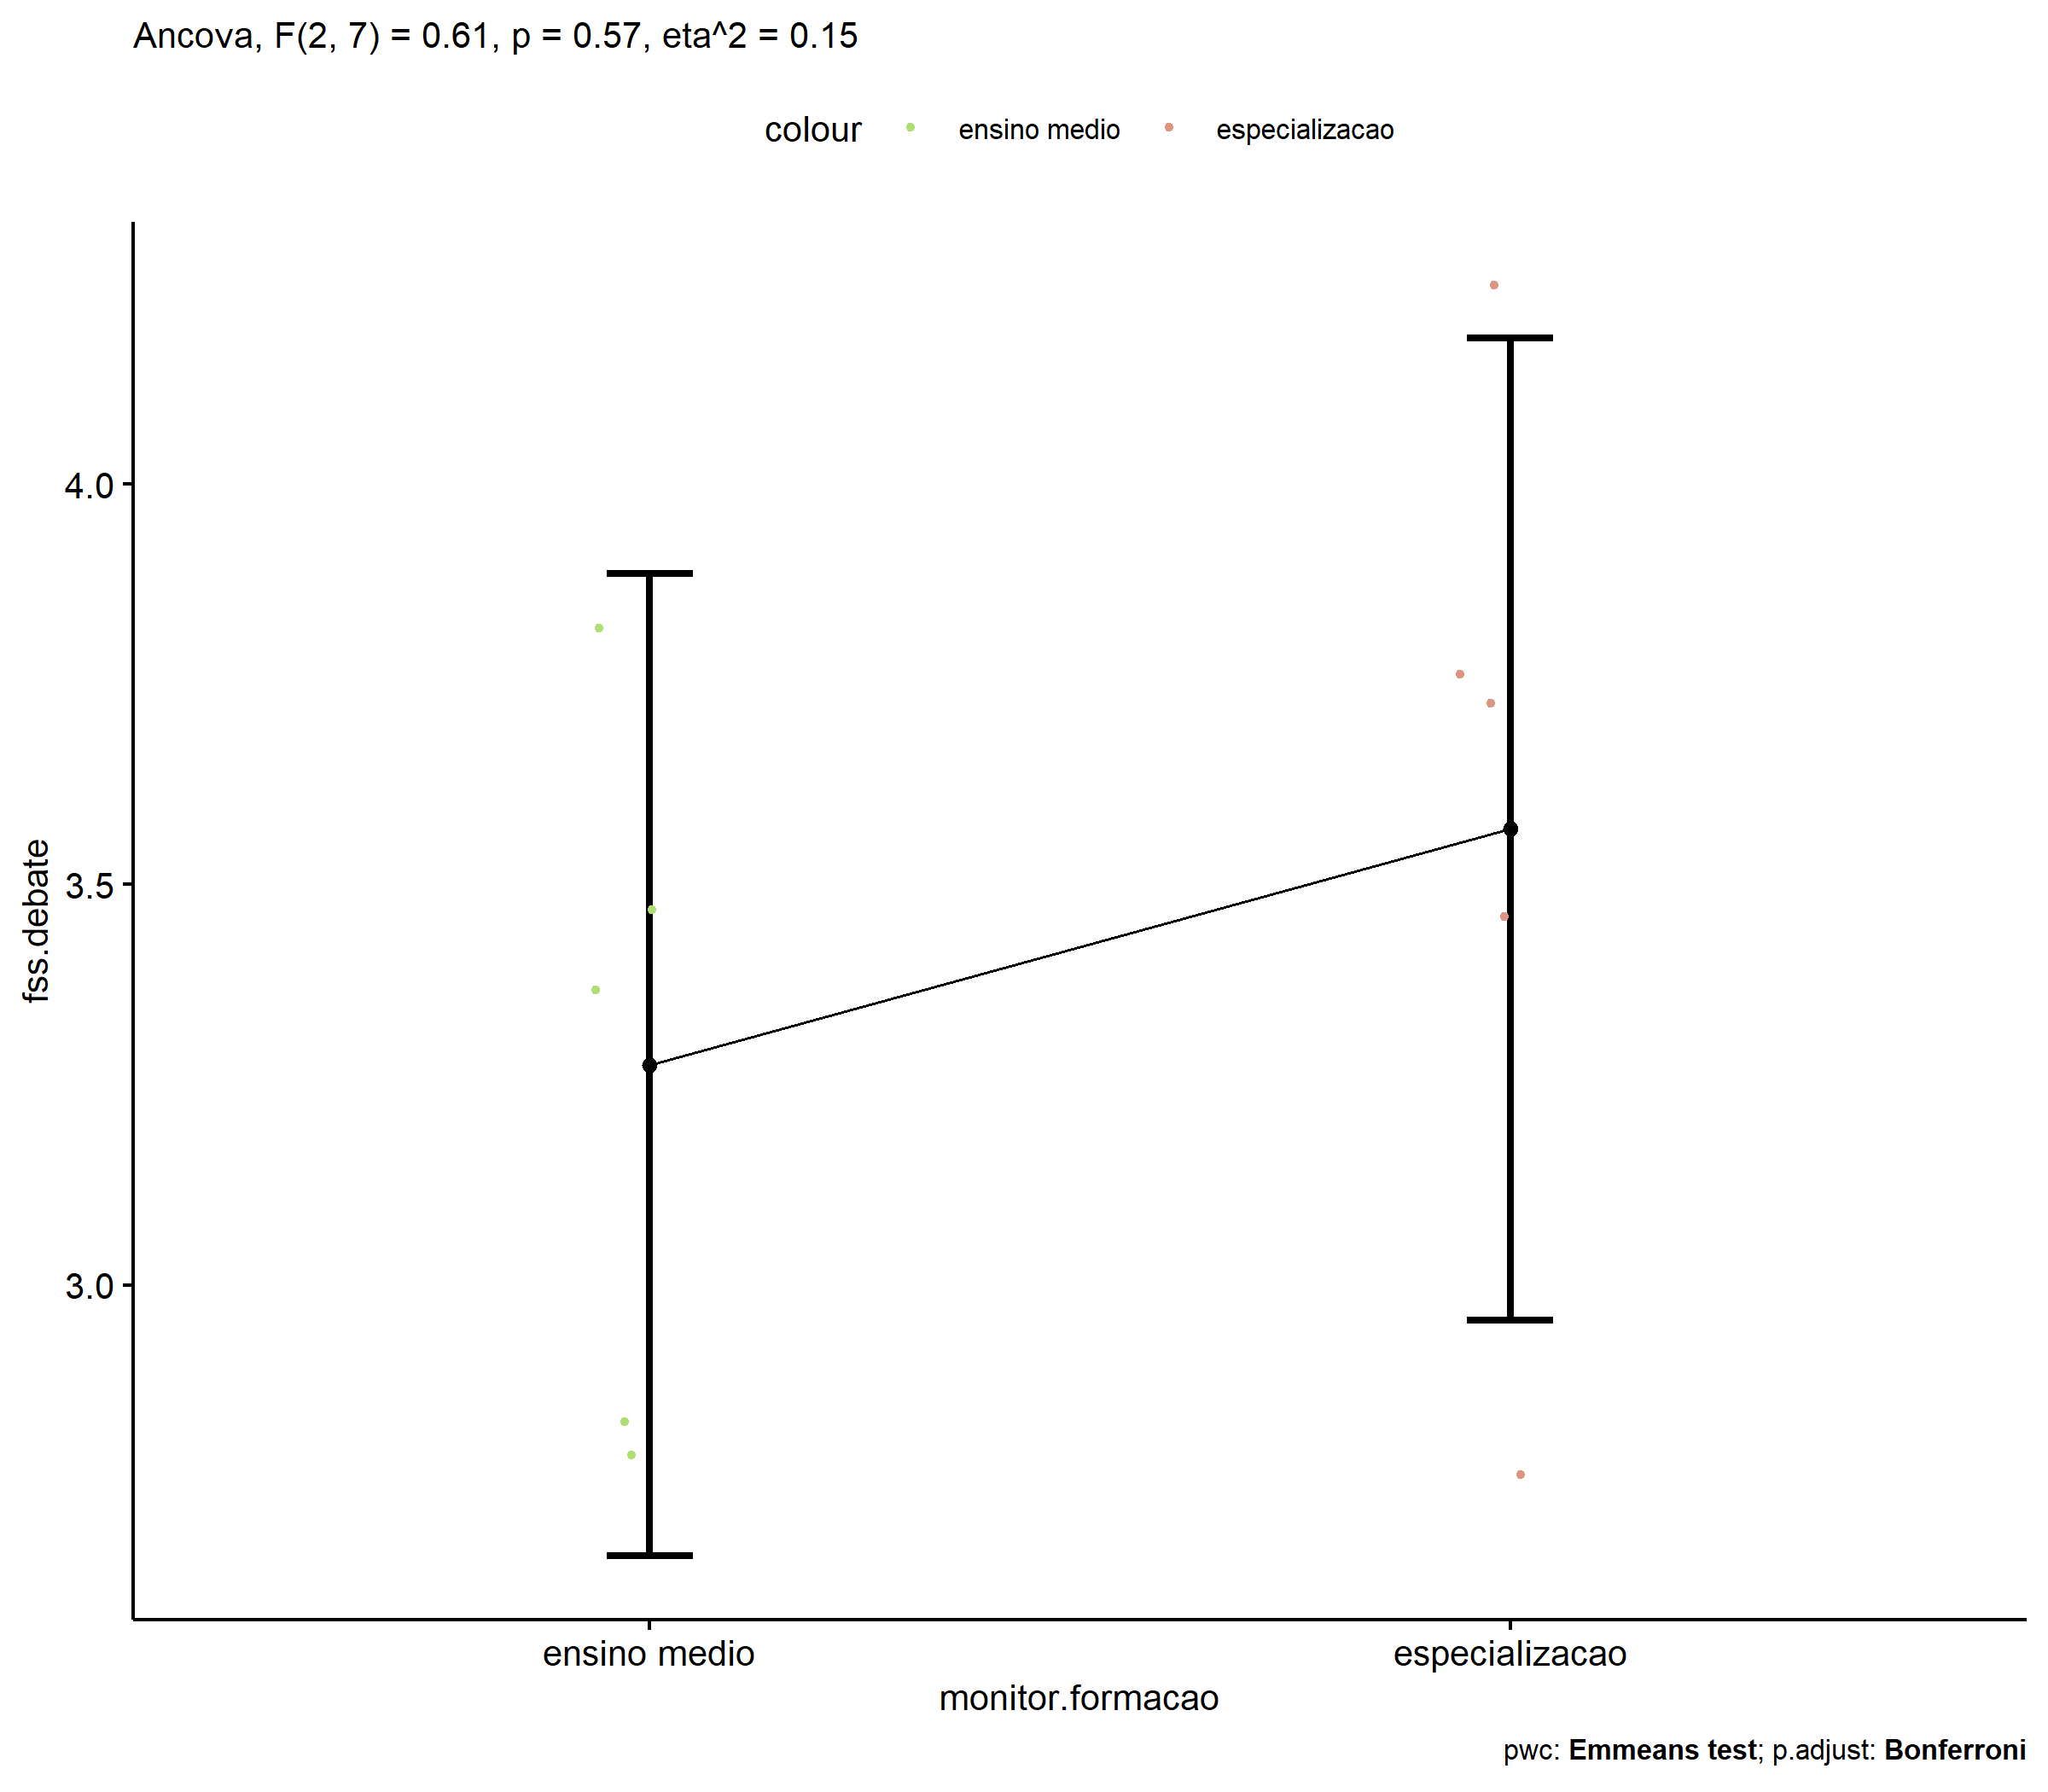 Ancova, F(2, 7) = 0.61, p = 0.57, eta^2 = 0.15
colour ensino medio especializacao
4.0
3.5
3.0
fss.debate
ensino medio especializacao
monitor.formacao
pwc: Emmeans test; p.adjust: Bonferroni